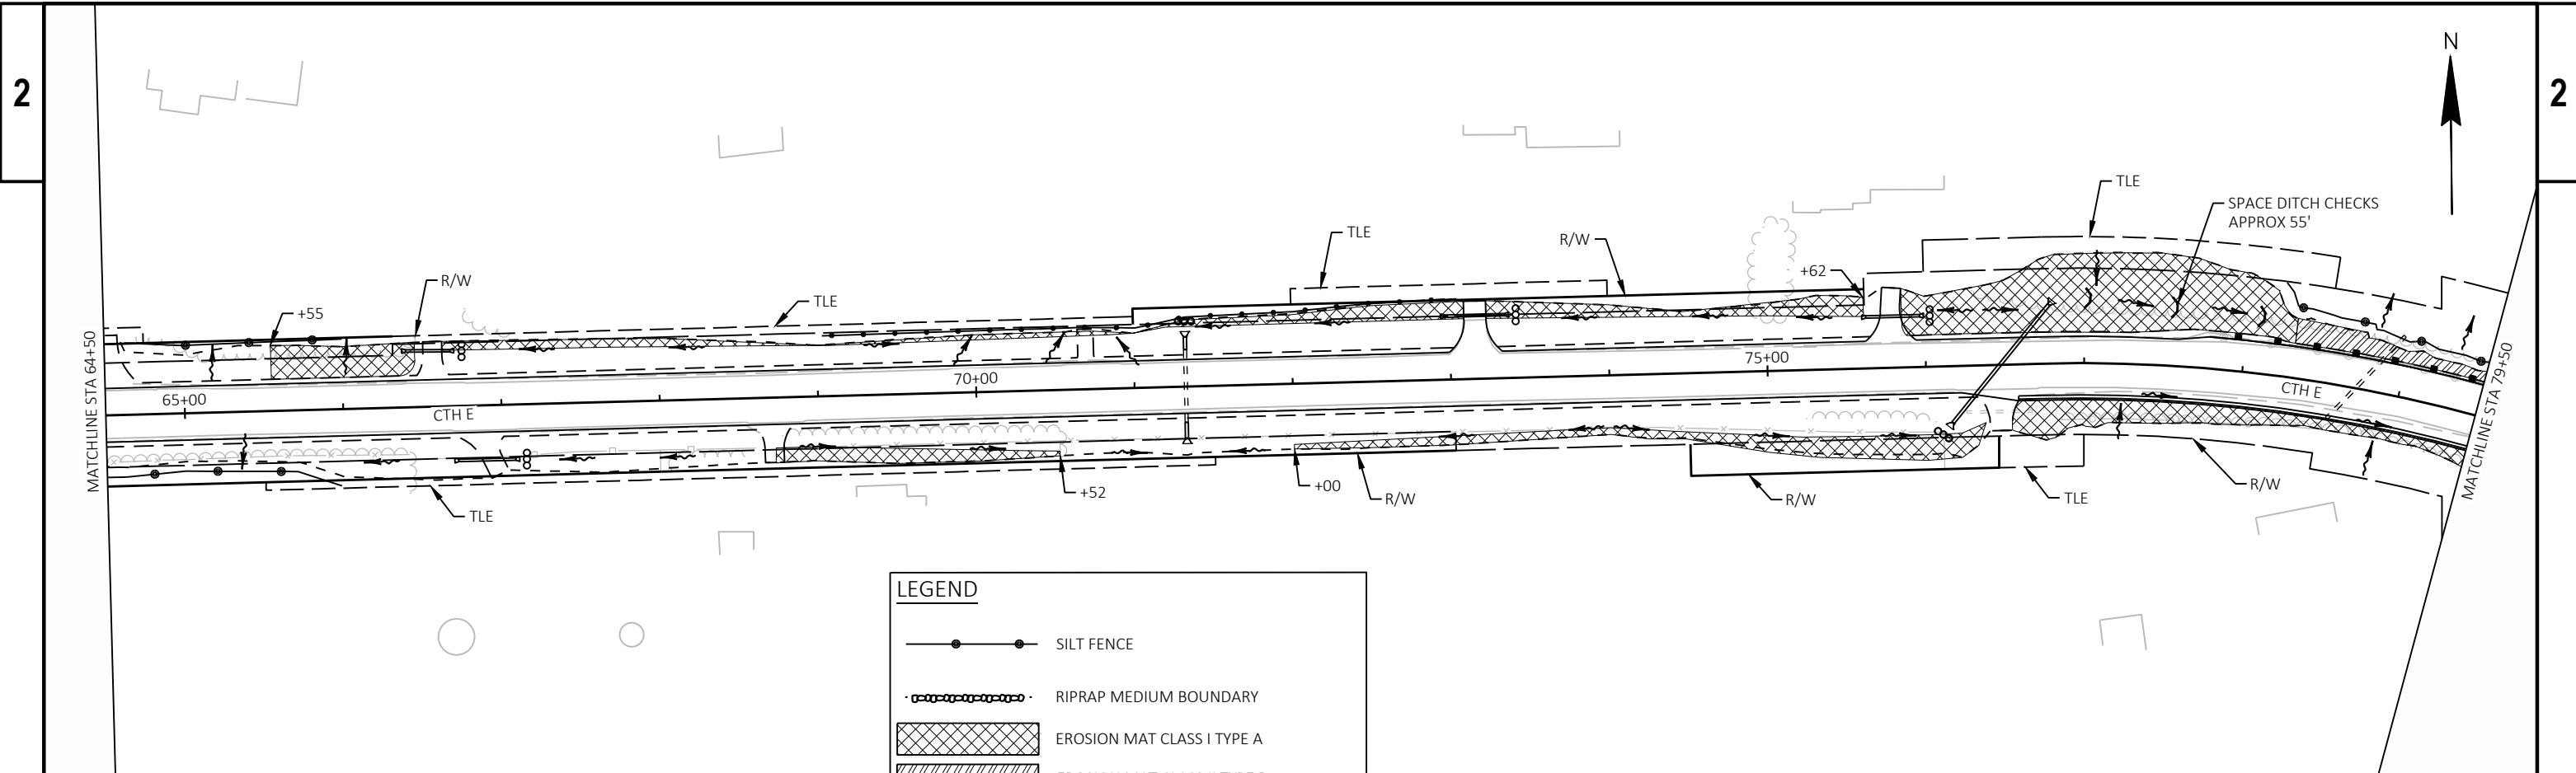 2
2
N
TLE
SPACE DITCH CHECKS
APPROX 55'
TLE
R/W
+62
R/W
TLE
+55
MATCHLINE STA 64+50
65+00
CTH E
70+00
75+00
CTH E
MATCHLINE STA 79+50
TLE
+52
+00
R/W
R/W
TLE
R/W
LEGEND
SILT FENCE
RIPRAP MEDIUM BOUNDARY
EROSION MAT CLASS I TYPE A